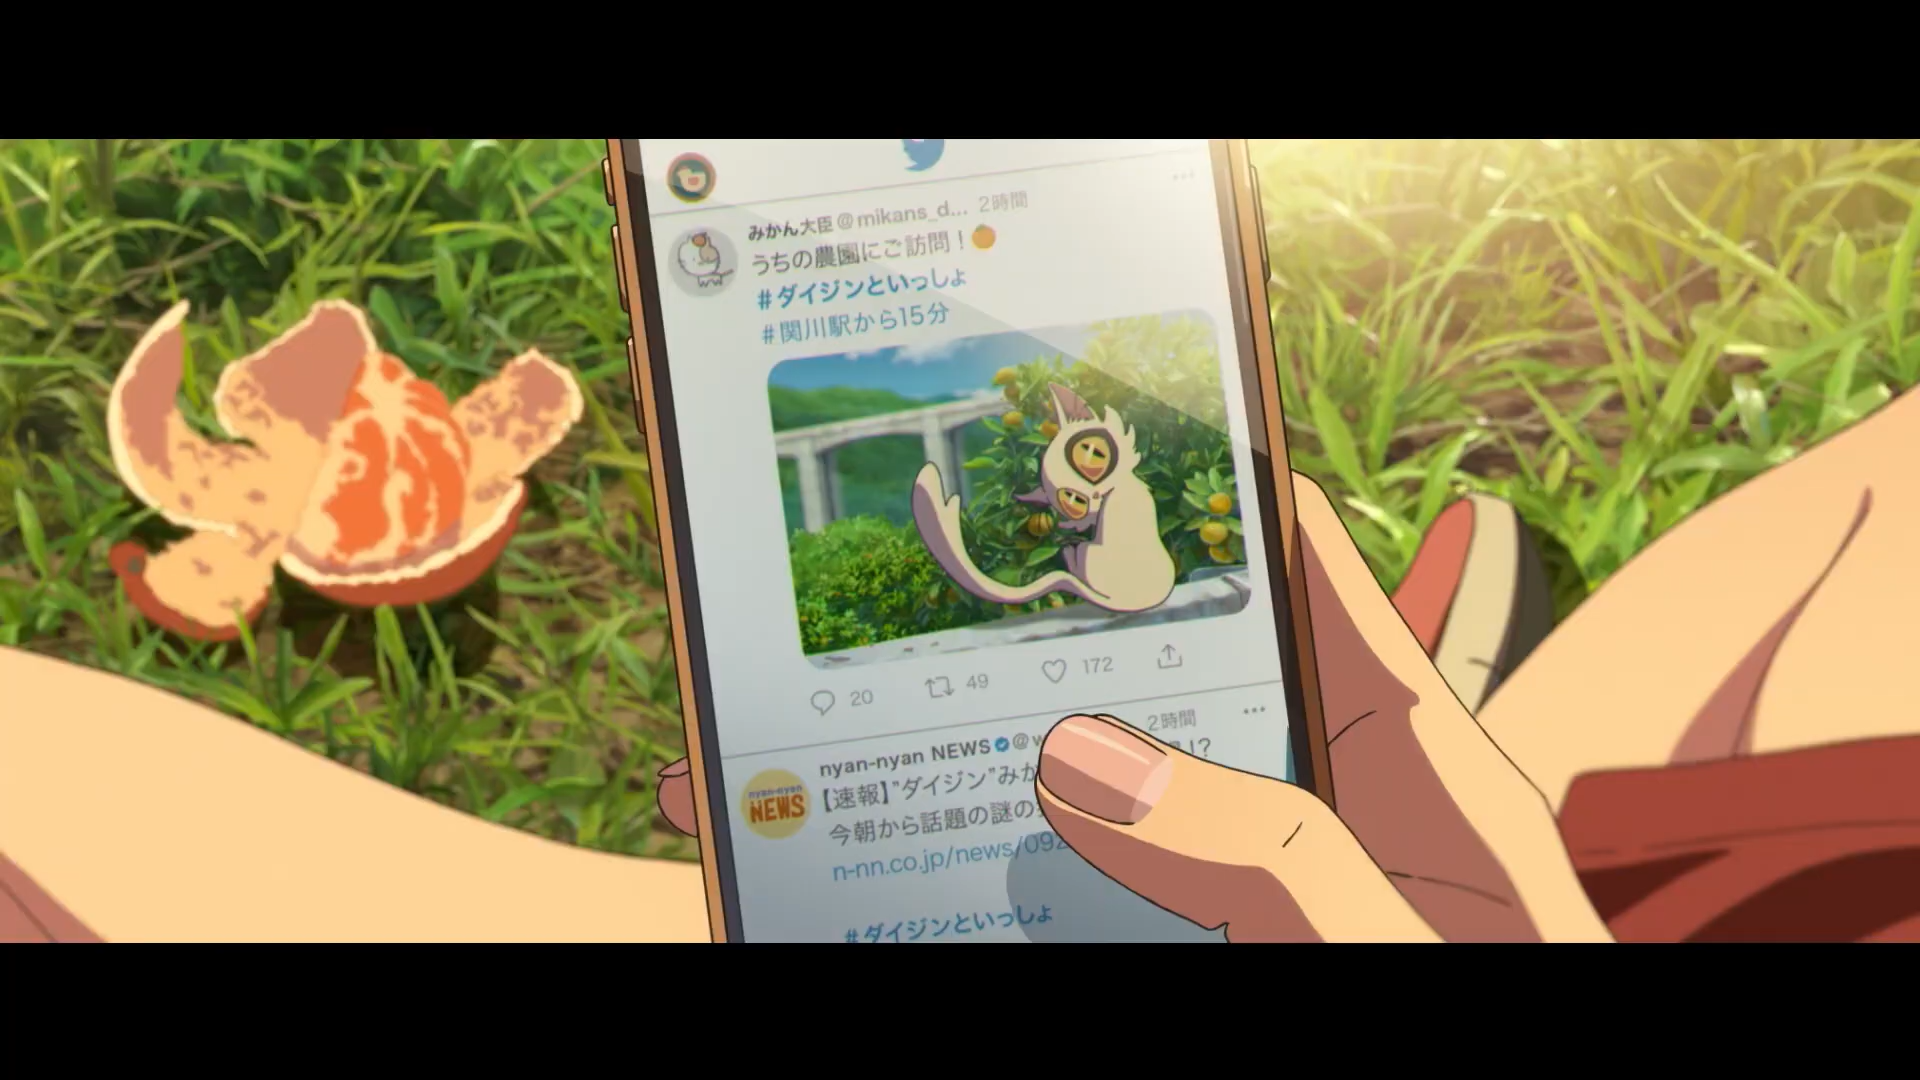 みかん大臣 @mikans_d... 2時間
うちの農園にご訪問!🍊
#ダイジンといっしょ
#関川駅から15分
20 49 172
nyan-nyan NEWS @w 2時間
【速報】"ダイジン"みか !?
今朝から話題の謎の
nyan-nyan
NEWS
n-nn.co.jp/news/092
#ダイジンといっしょ